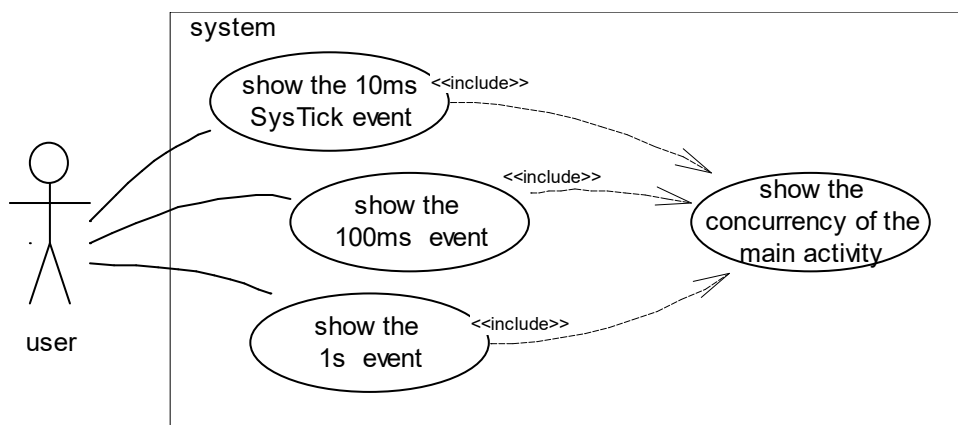 system
show the 10ms
SysTick event
<<include>>
show the
100ms event
<<include>>
show the
1s event
<<include>>
show the
concurrency of the
main activity
user